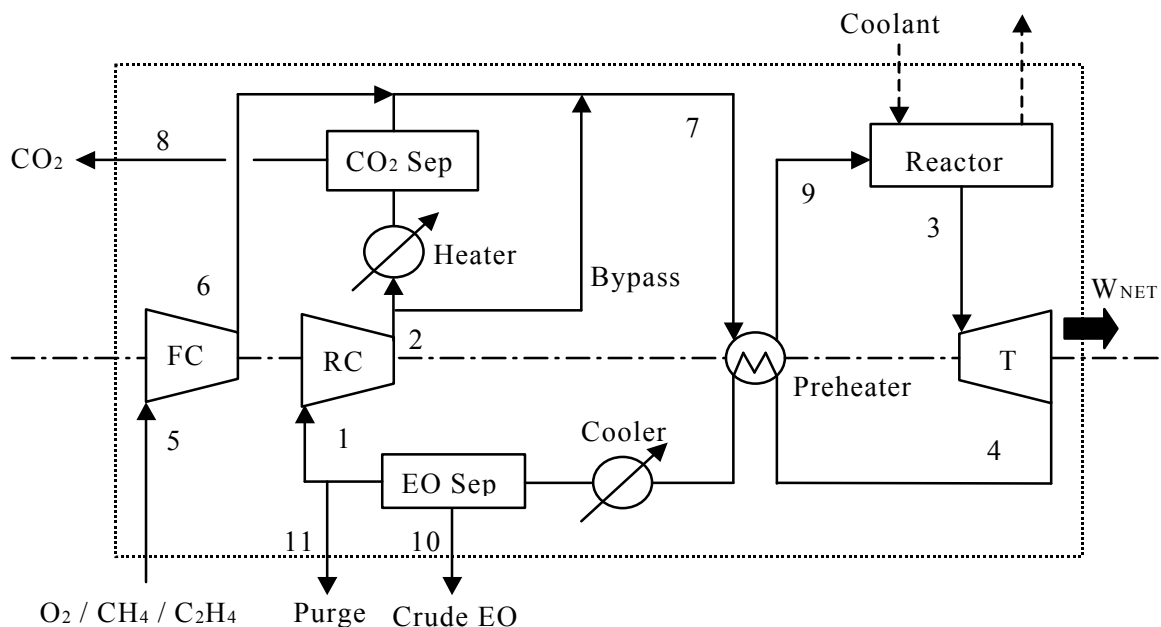 Coolant
8
7
CO₂
CO₂ Sep
Reactor
9
3
Heater
Bypass
6
WNET
2
FC
RC
T
Preheater
5
1
Cooler
4
EO Sep
11
10
O₂ / CH₄ / C₂H₄
Purge
Crude EO